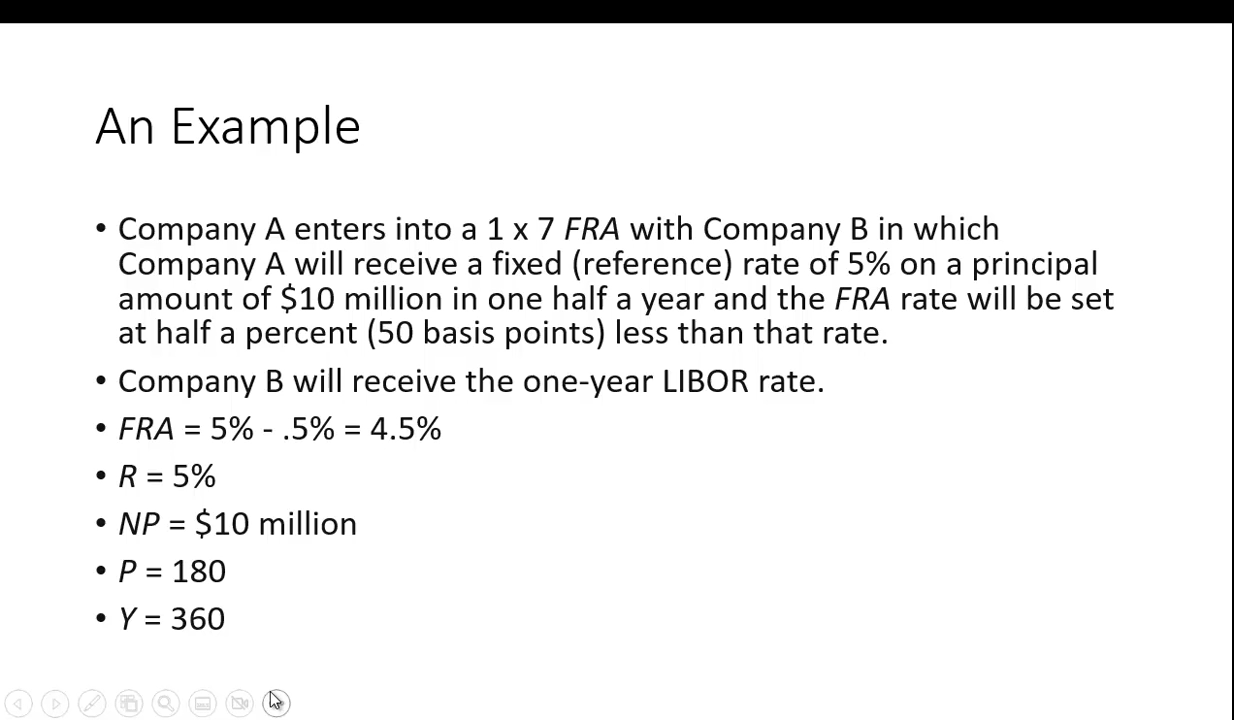 An Example
• Company A enters into a 1 x 7 FRA with Company B in which
Company A will receive a fixed (reference) rate of 5% on a principal
amount of $10 million in one half a year and the FRA rate will be set
at half a percent (50 basis points) less than that rate.
• Company B will receive the one-year LIBOR rate.
• FRA = 5% - .5% = 4.5%
• R = 5%
• NP = $10 million
• P = 180
• Y = 360